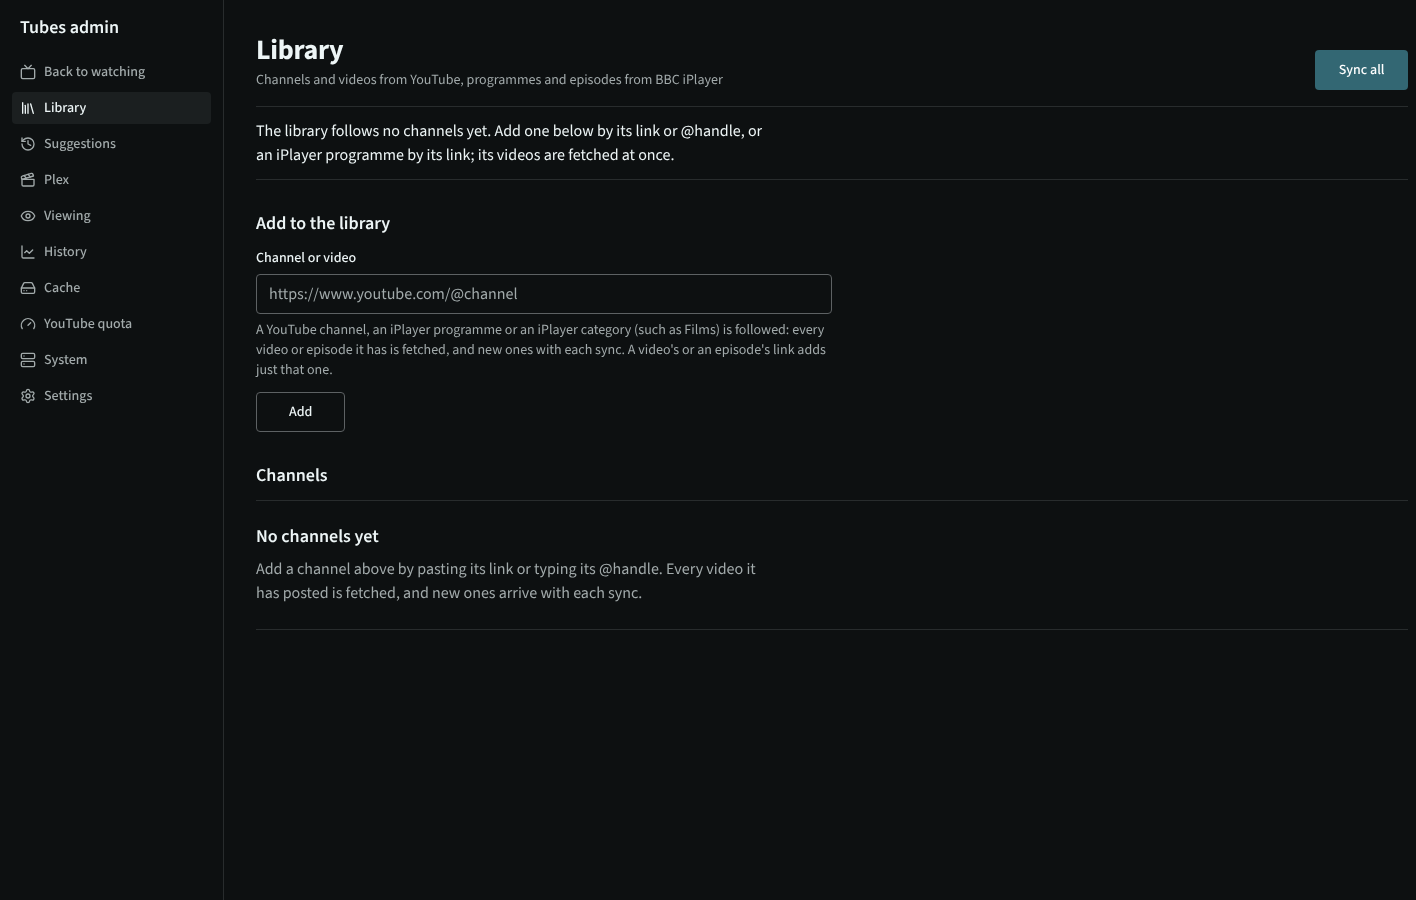 Tubes admin
Back to watching
Library
Suggestions
Plex
Viewing
History
Cache
YouTube quota
System
Settings
Library
Channels and videos from YouTube, programmes and episodes from BBC iPlayer
Sync all
The library follows no channels yet. Add one below by its link or @handle, or
an iPlayer programme by its link; its videos are fetched at once.
Add to the library
Channel or video
https://www.youtube.com/@channel
A YouTube channel, an iPlayer programme or an iPlayer category (such as Films) is followed: every
video or episode it has is fetched, and new ones with each sync. A video's or an episode's link adds
just that one.
Add
Channels
No channels yet
Add a channel above by pasting its link or typing its @handle. Every video it
has posted is fetched, and new ones arrive with each sync.